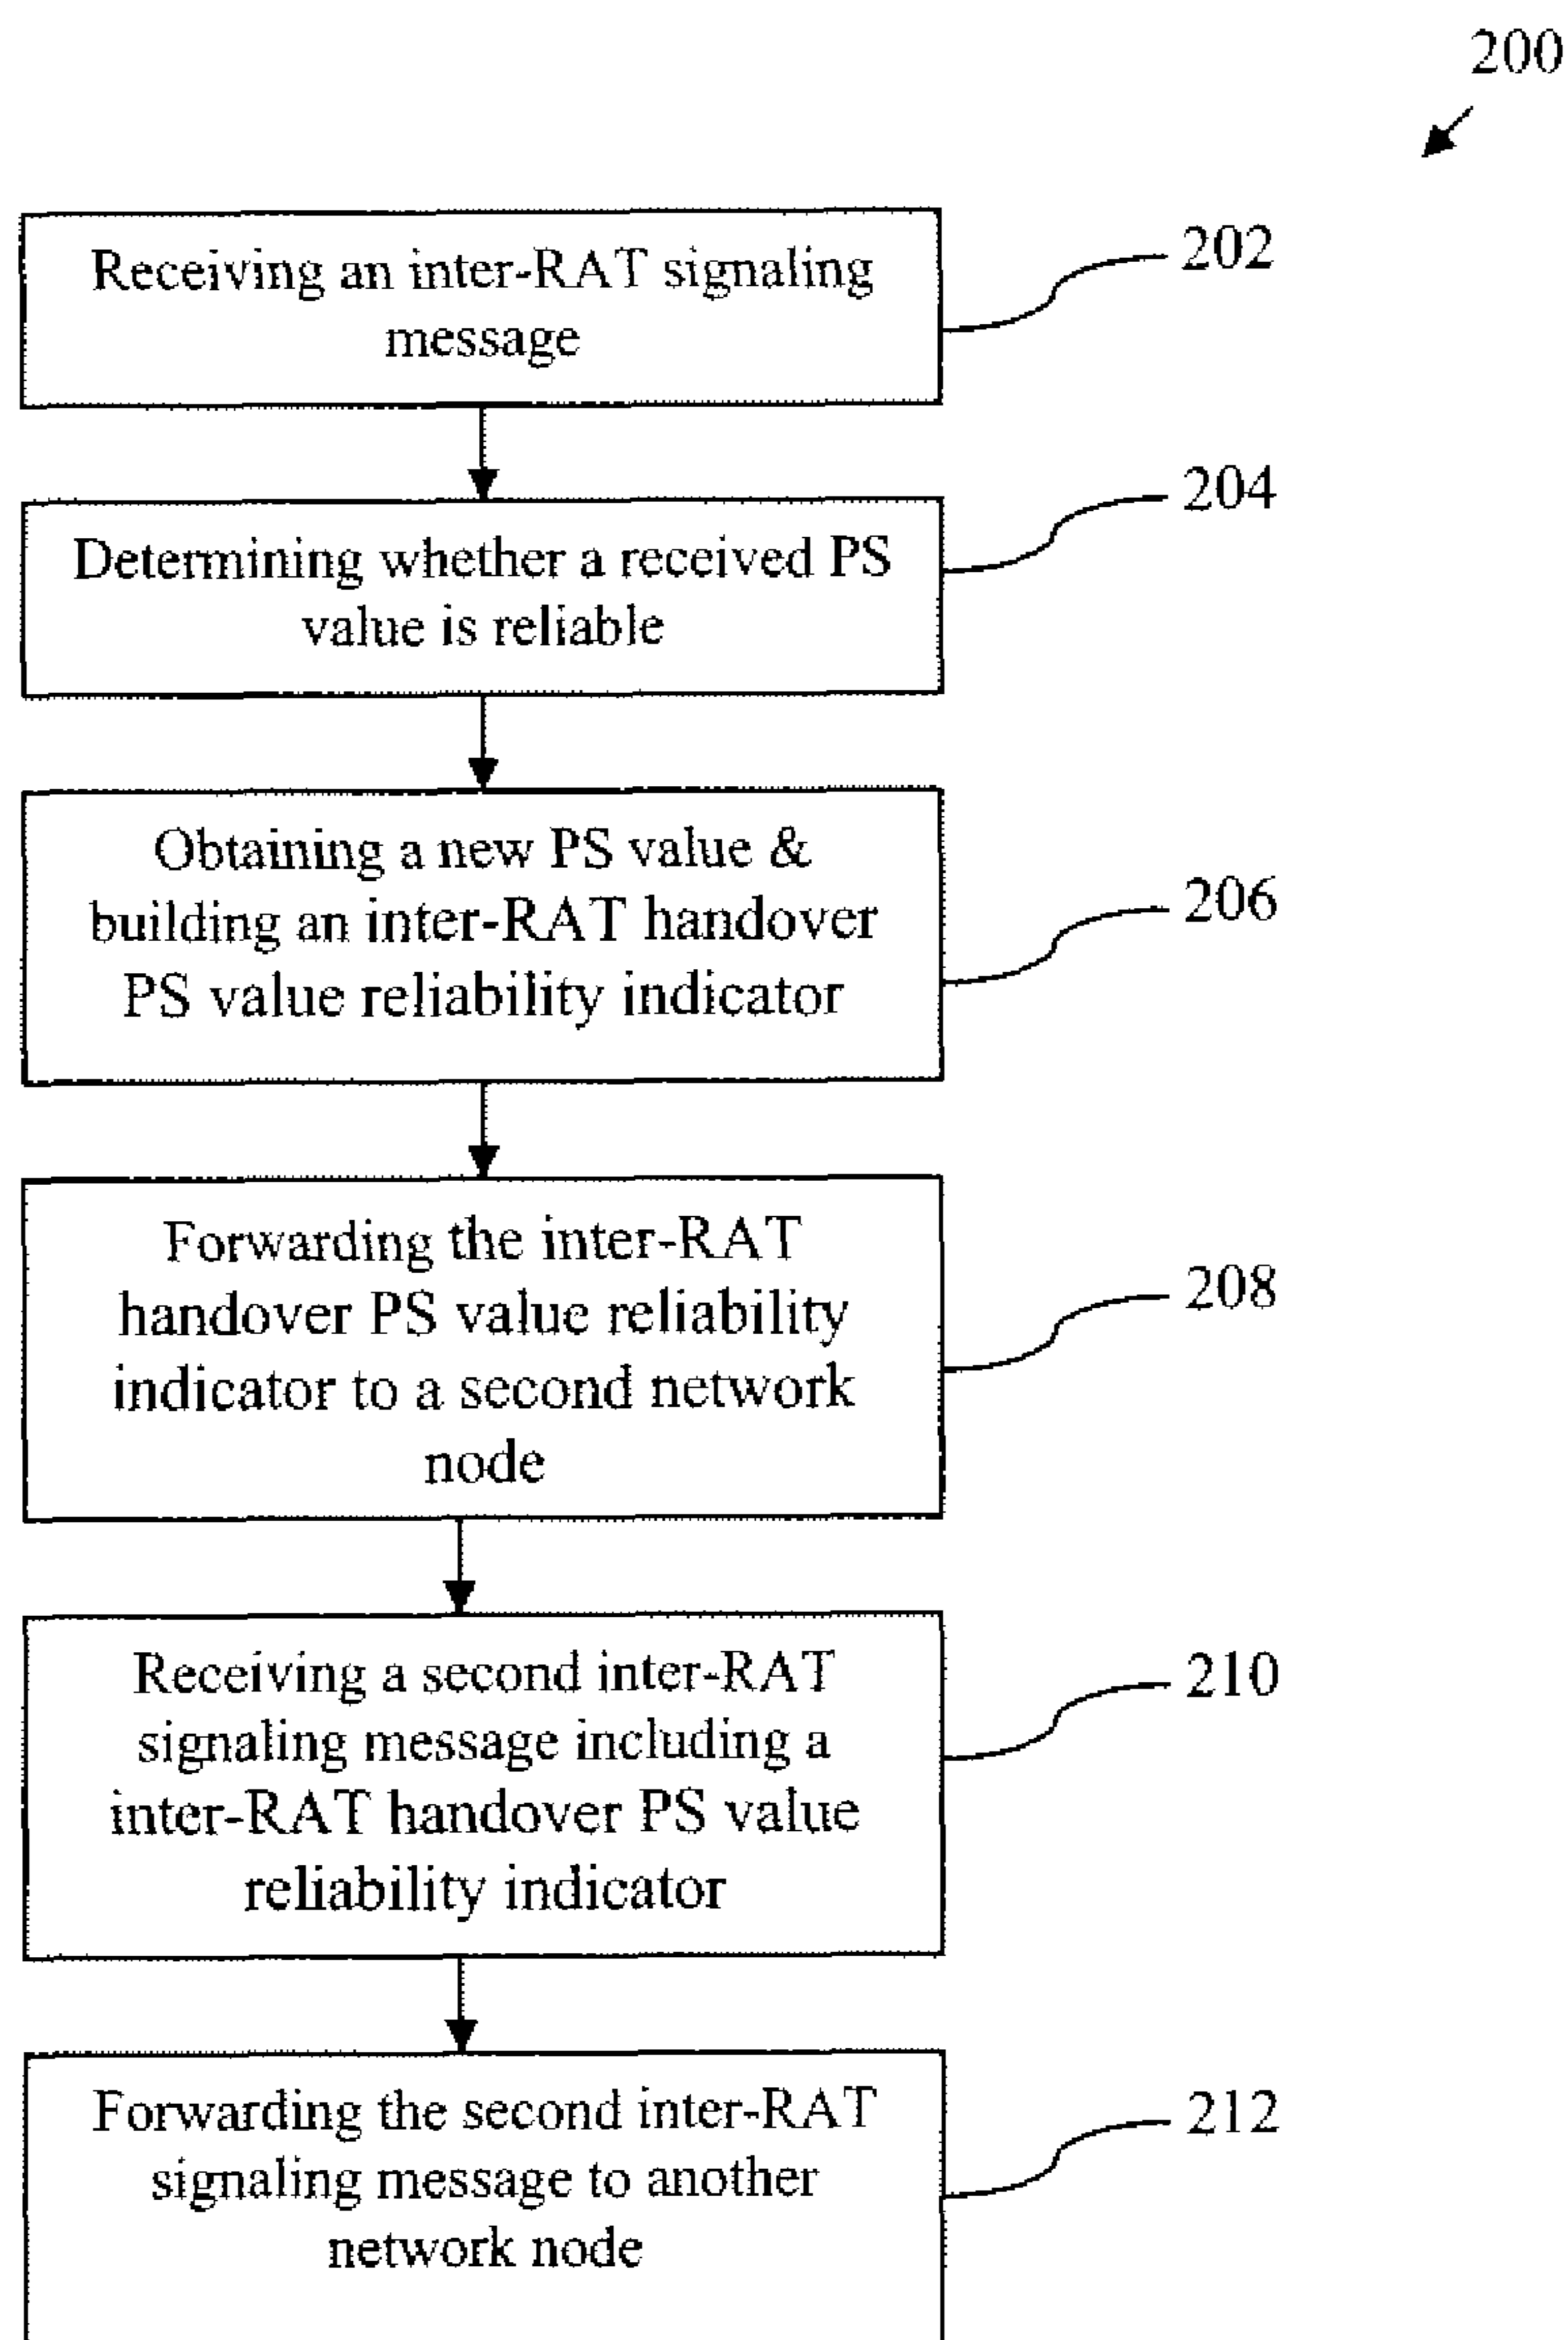 200
Receiving an inter-RAT signaling
message
202
Determining whether a received PS
value is reliable
204
Obtaining a new PS value &
building an inter-RAT handover
PS value reliability indicator
206
Forwarding the inter-RAT
handover PS value reliability
indicator to a second network
node
208
Receiving a second inter-RAT
signaling message including a
inter-RAT handover PS value
reliability indicator
210
Forwarding the second inter-RAT
signaling message to another
network node
212